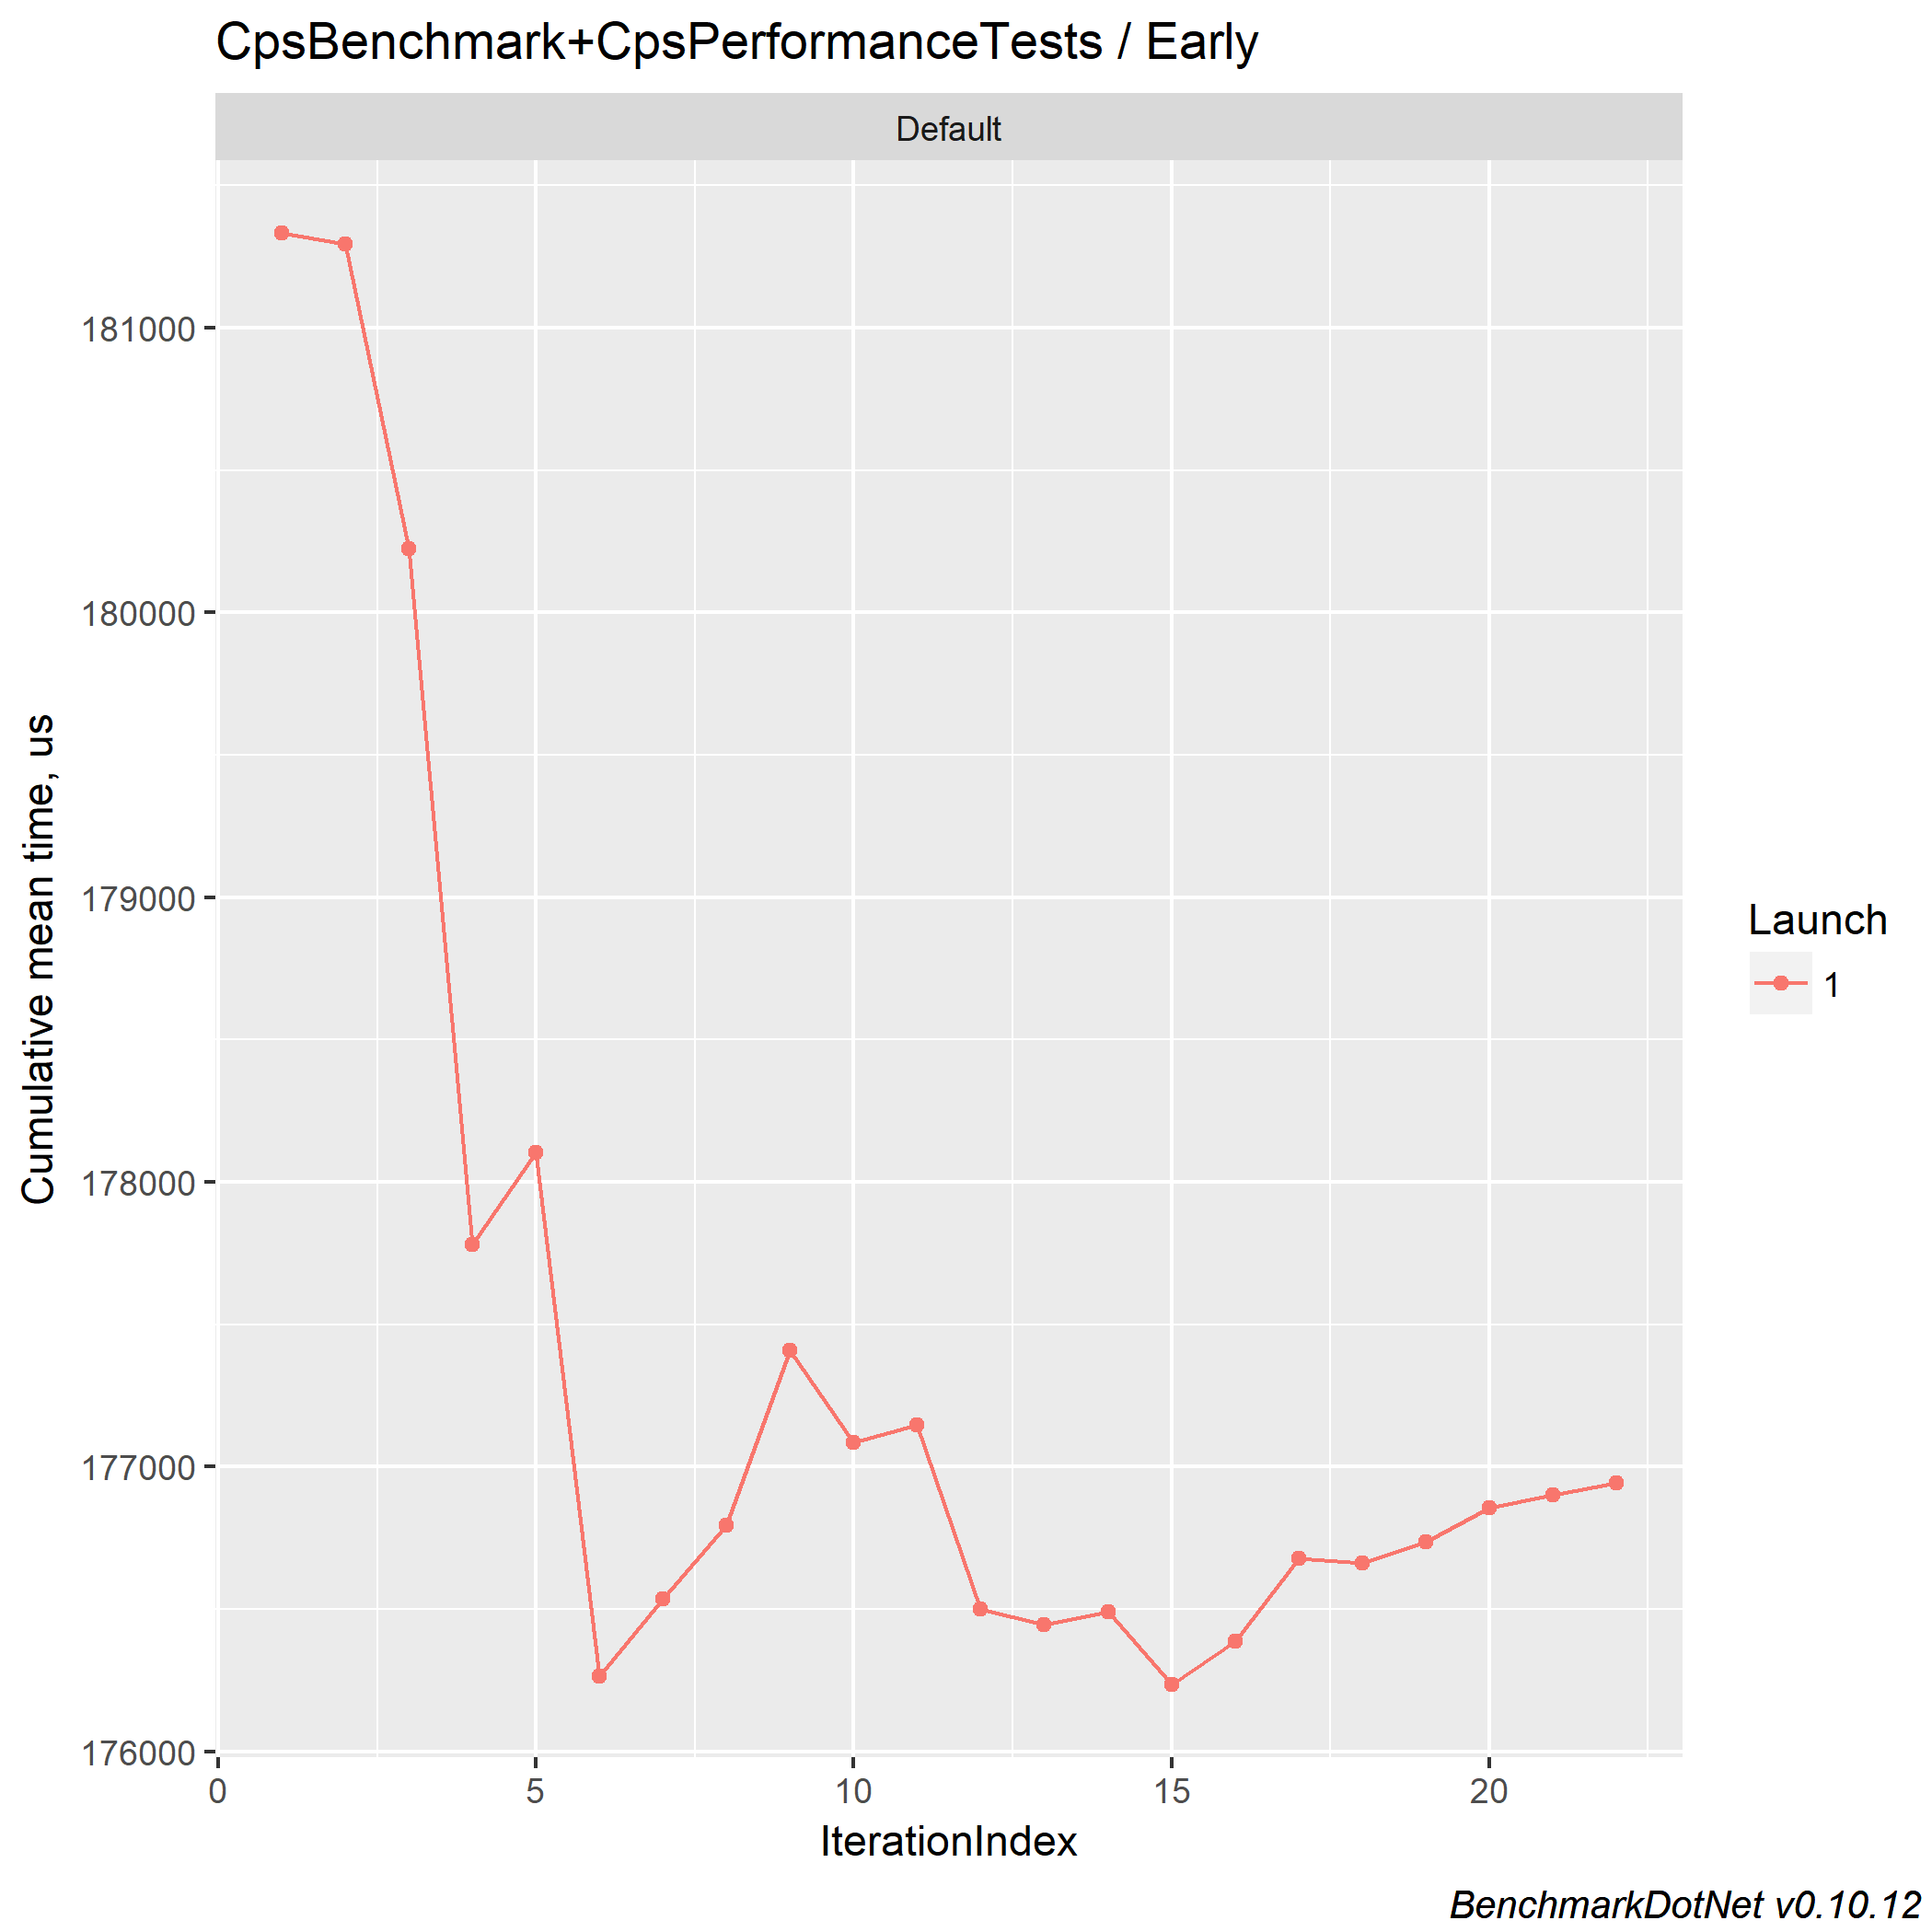 CpsBenchmark+CpsPerformanceTests / Early
Default
Cumulative mean time, us
181000
180000
179000
178000
177000
176000
0 5 10 15 20
IterationIndex
Launch
1
BenchmarkDotNet v0.10.12